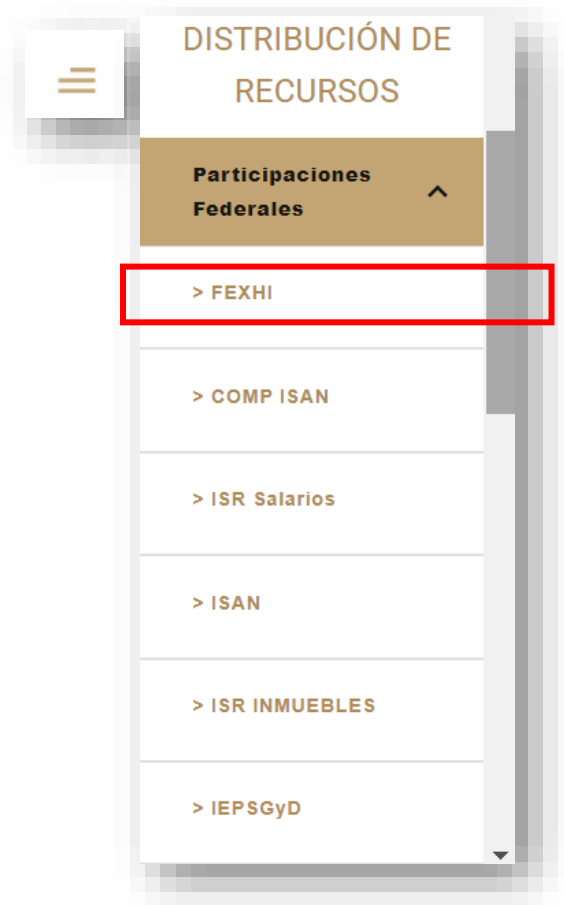 DISTRIBUCIÓN DE
RECURSOS
Participaciones
Federales
> FEXHI
> COMP ISAN
> ISR Salarios
> ISAN
> ISR INMUEBLES
> IEPSGyD